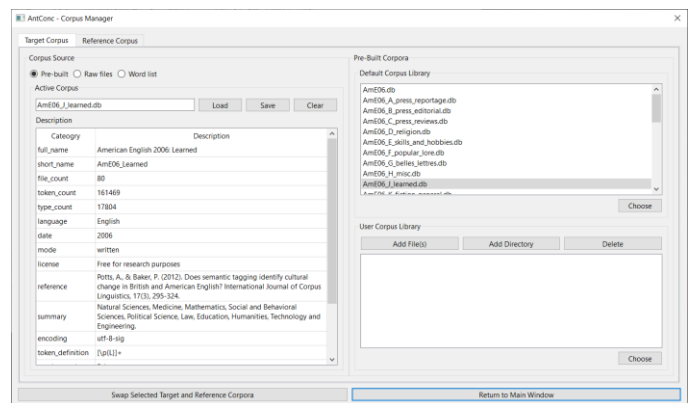 AntConc - Corpus Manager
Target Corpus Reference Corpus
Corpus Source
Pre-built Raw files Word list
Active Corpus
AmE06_J_learned.db Load Save Clear
Description
Cateogry Description
full_name American English 2006: Learned
short_name AmE06_Learned
file_count 80
token_count 161469
type_count 17804
language English
date 2006
mode written
license Free for research purposes
reference Potts, A., & Baker, P. (2012). Does semantic tagging identify cultural
change in British and American English? International Journal of Corpus
Linguistics, 17(3), 295-324.
summary Natural Sciences, Medicine, Mathematics, Social and Behavioral
Sciences, Political Science, Law, Education, Humanities, Technology and
Engineering.
encoding utf-8-sig
token_definition [\p{L}]+
Pre-Built Corpora
Default Corpus Library
AmE06.db
AmE06_A_press_reportage.db
AmE06_B_press_editorial.db
AmE06_C_press_reviews.db
AmE06_D_religion.db
AmE06_E_skills_and_hobbies.db
AmE06_F_popular_lore.db
AmE06_G_belles_lettres.db
AmE06_H_misc.db
AmE06_J_learned.db
AmE06_K_fiction_general.db
Choose
User Corpus Library
Add File(s) Add Directory Delete
Choose
Swap Selected Target and Reference Corpora Return to Main Window